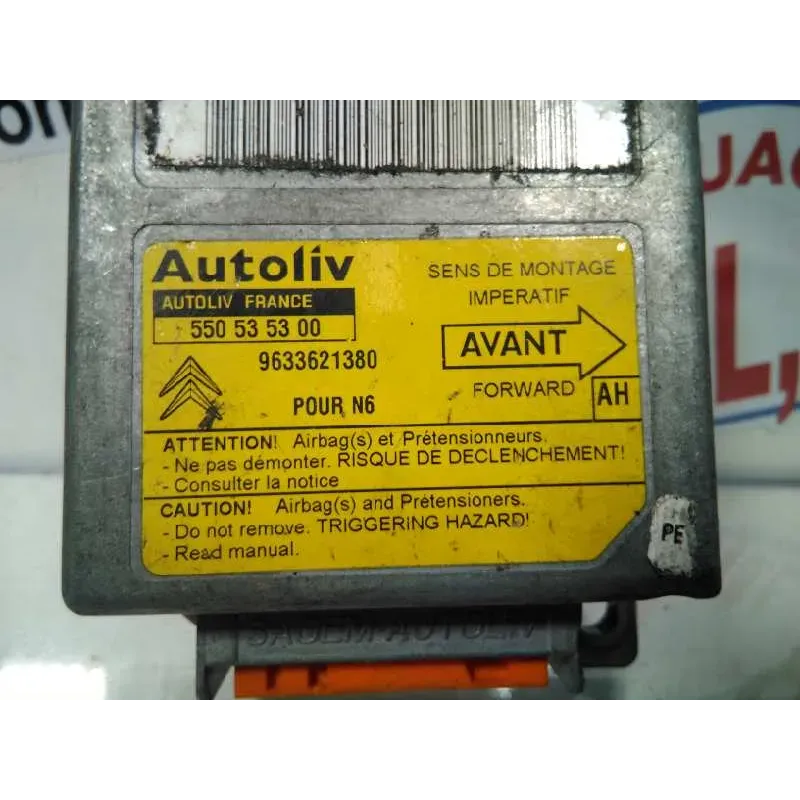 Autoliv
AUTOLIV FRANCE
550 53 53 00
9633621380
POUR N6
SENS DE MONTAGE
IMPERATIF
AVANT
FORWARD
AH
ATTENTION! Airbag(s) et Prétensionneurs.
- Ne pas démonter. RISQUE DE DECLENCHEMENT!
- Consulter la notice
CAUTION! Airbag(s) and Pretensioners.
- Do not remove. TRIGGERING HAZARD!
- Read manual.
PE
SAGEM AUTOLIV